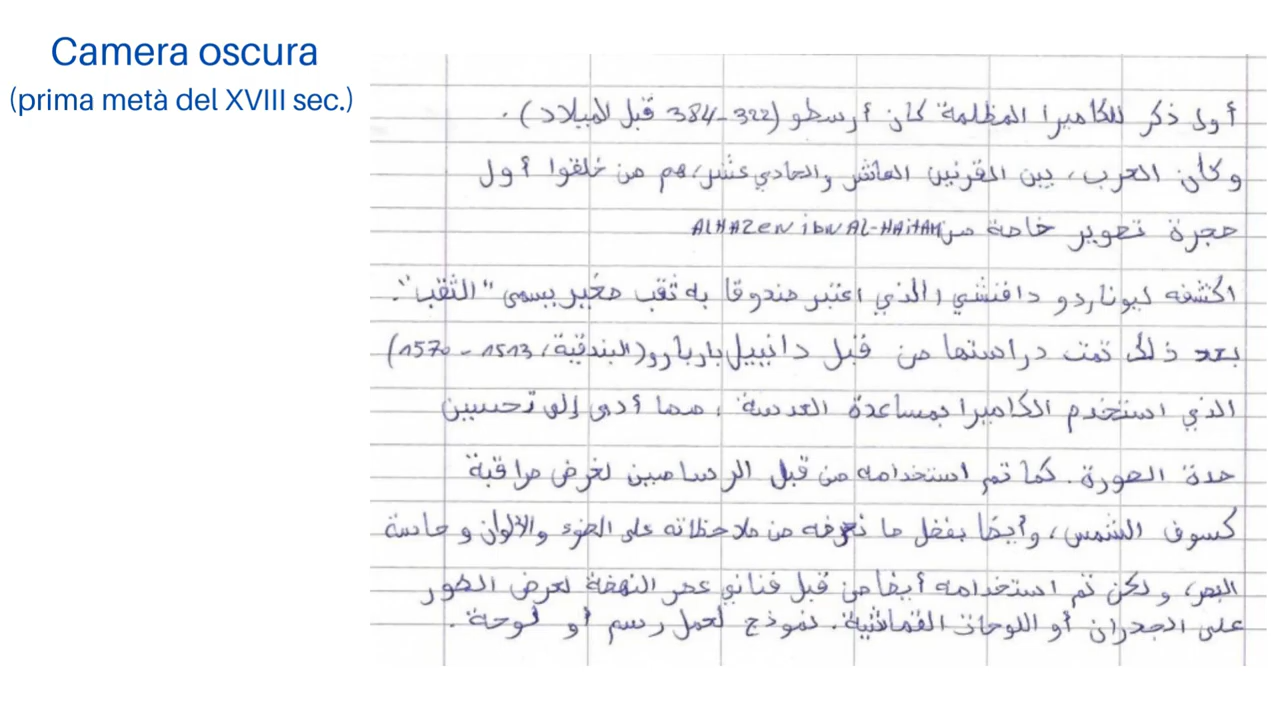 Camera oscura
(prima metà del XVIII sec.)
أول ذكر للكاميرا المظلمة كان أرسطو (322-384 قبل الميلاد).
وكان العرب، بين القرنين العاشر والحادي عشر، هم من خلقوا أول
حجرة تصوير خاصة من ALHAZEN ibN AL-HAITAM
اكتشفه ليوناردو دافنشي الذي اعتبر صندوقا به ثقب صغير يسمى "الثقب".
بعد ذلك تمت دراستها من قبل دانييل باربارو (البندقية، 1513 - 1570)
الذي استخدم الكاميرا بمساعدة العدسة، مما أدى إلى تحسين
حدة الصورة. كما تم استخدامه من قبل الرسامين لغرض مراقبة
كسوف الشمس، وأيضا بفضل ما نعرفه من ملاحظاته على الضوء والألوان و حاسة
البصر، ولكن تم استخدامه أيضا من قبل فناني عصر النهضة لعرض الصور
على الجدران أو اللوحات القماشية. نموذج لعمل رسم أو لوحة.